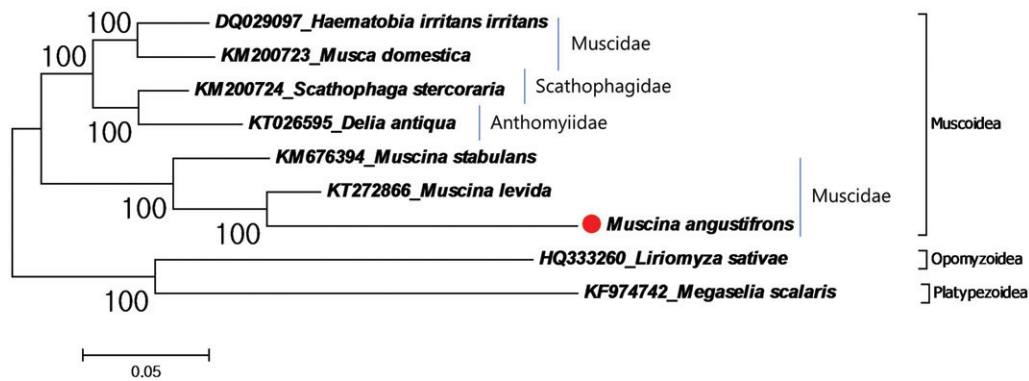 100
DQ029097_Haematobia irritans irritans
100
KM200723_Musca domestica
Muscidae
KM200724_Scathophaga stercoraria
Scathophagidae
100
KT026595_Delia antiqua
Anthomyiidae
Muscoidea
KM676394_Muscina stabulans
100
KT272866_Muscina levida
Muscidae
100
Muscina angustifrons
HQ333260_Liriomyza sativae
Opomyzoidea
100
KF974742_Megaselia scalaris
Platypezoidea
0.05